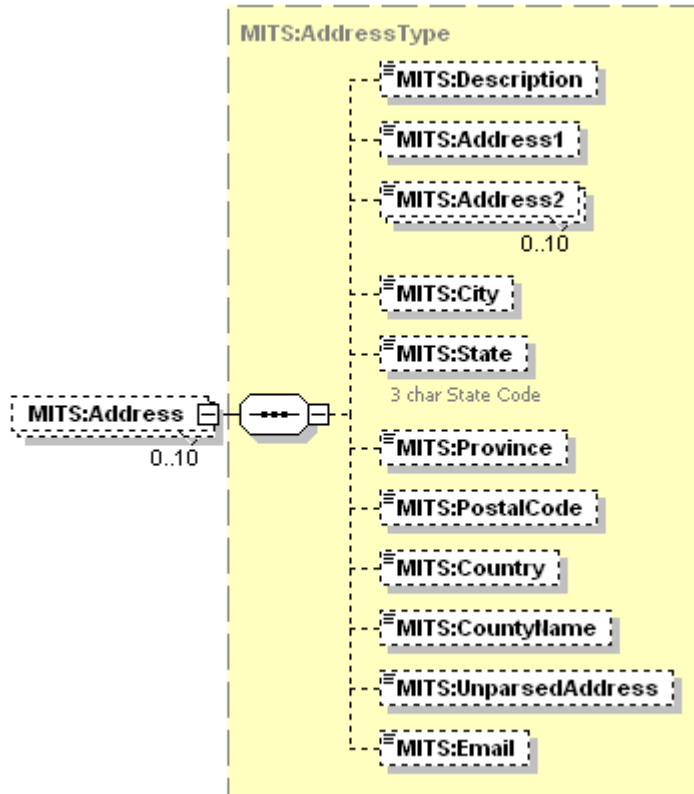 MITS:AddressType
MITS:Description
MITS:Address1
MITS:Address2
0..10
MITS:City
MITS:State
3 char State Code
MITS:Address
0..10
MITS:Province
MITS:PostalCode
MITS:Country
MITS:CountyName
MITS:UnparsedAddress
MITS:Email